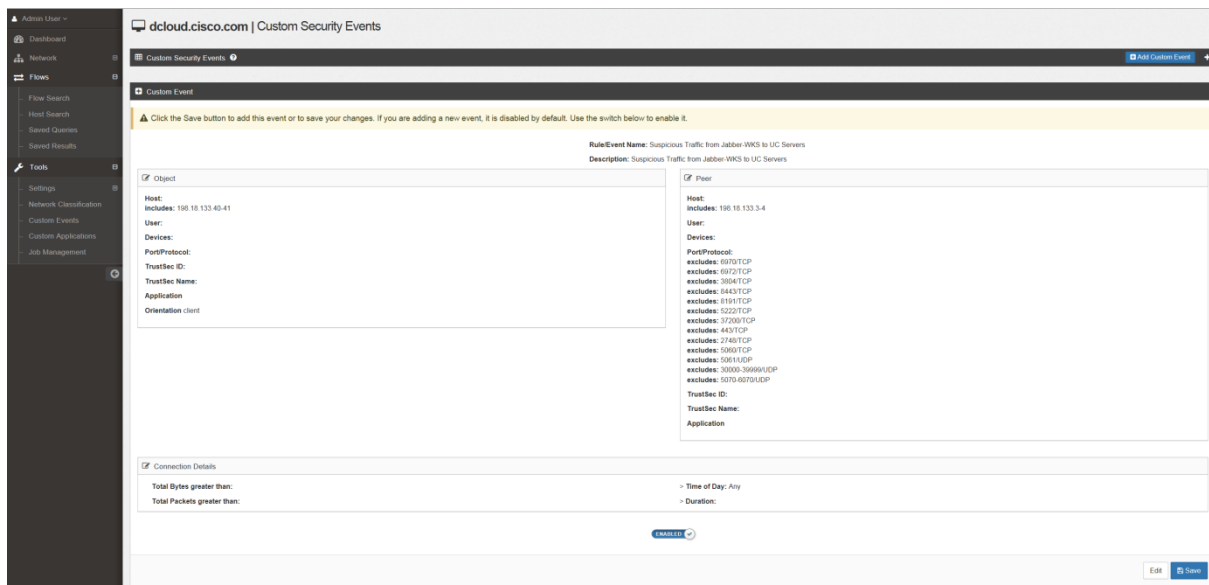 Admin User
Dashboard
Network
Flows
Flow Search
Host Search
Saved Queries
Saved Results
Tools
Settings
Network Classification
Custom Events
Custom Applications
Job Management
dcloud.cisco.com | Custom Security Events
Custom Security Events
Add Custom Event
Custom Event
Click the Save button to add this event or to save your changes. If you are adding a new event, it is disabled by default. Use the switch below to enable it.
Rule/Event Name: Suspicious Traffic from Jabber-WKS to UC Servers
Description: Suspicious Traffic from Jabber-WKS to UC Servers
Object
Host:
includes: 198.18.133.40-41
User:
Devices:
Port/Protocol:
TrustSec ID:
TrustSec Name:
Application
Orientation client
Peer
Host:
includes: 198.18.133.3-4
User:
Devices:
Port/Protocol:
excludes: 6970/TCP
excludes: 6972/TCP
excludes: 3804/TCP
excludes: 8443/TCP
excludes: 8191/TCP
excludes: 5222/TCP
excludes: 37200/TCP
excludes: 443/TCP
excludes: 2748/TCP
excludes: 5060/TCP
excludes: 5061/UDP
excludes: 30000-39999/UDP
excludes: 5070-6070/UDP
TrustSec ID:
TrustSec Name:
Application
Connection Details
Total Bytes greater than:
Total Packets greater than:
> Time of Day: Any
> Duration:
ENABLED
Edit
Save